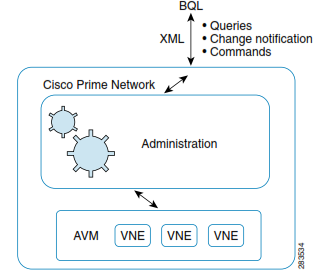 BQL
XML
• Queries
• Change notification
• Commands
Cisco Prime Network
Administration
AVM VNE VNE VNE
283534